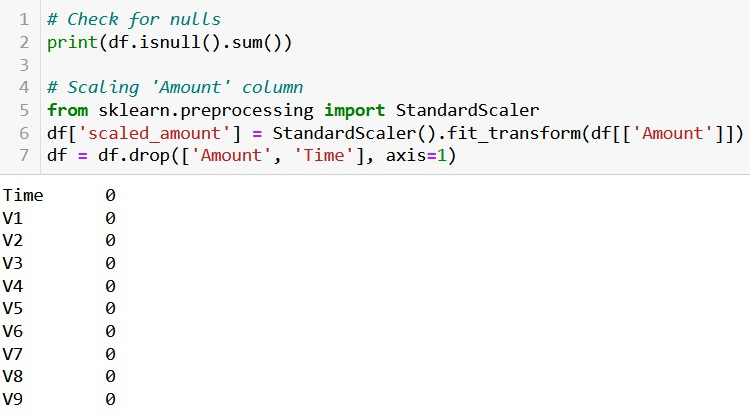 1 # Check for nulls
2 print(df.isnull().sum())
3
4 # Scaling 'Amount' column
5 from sklearn.preprocessing import StandardScaler
6 df['scaled_amount'] = StandardScaler().fit_transform(df[['Amount']])
7 df = df.drop(['Amount', 'Time'], axis=1)
Time 0
V1 0
V2 0
V3 0
V4 0
V5 0
V6 0
V7 0
V8 0
V9 0